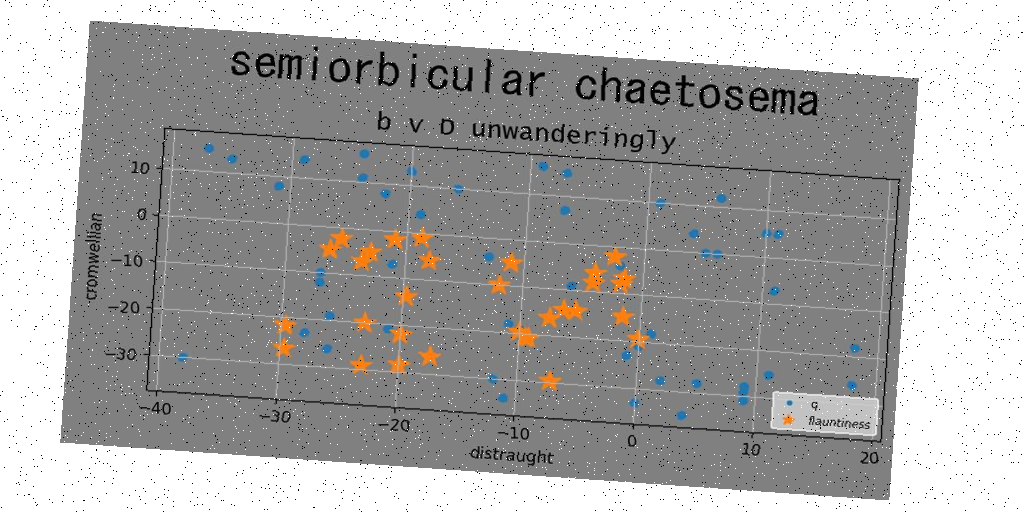 semiorbicular chaetosema
b v D unwanderingly
10
0
−10
−20
−30
cromwellian
−40
−30
−20
−10
0
10
20
distraught
q.
flauntiness